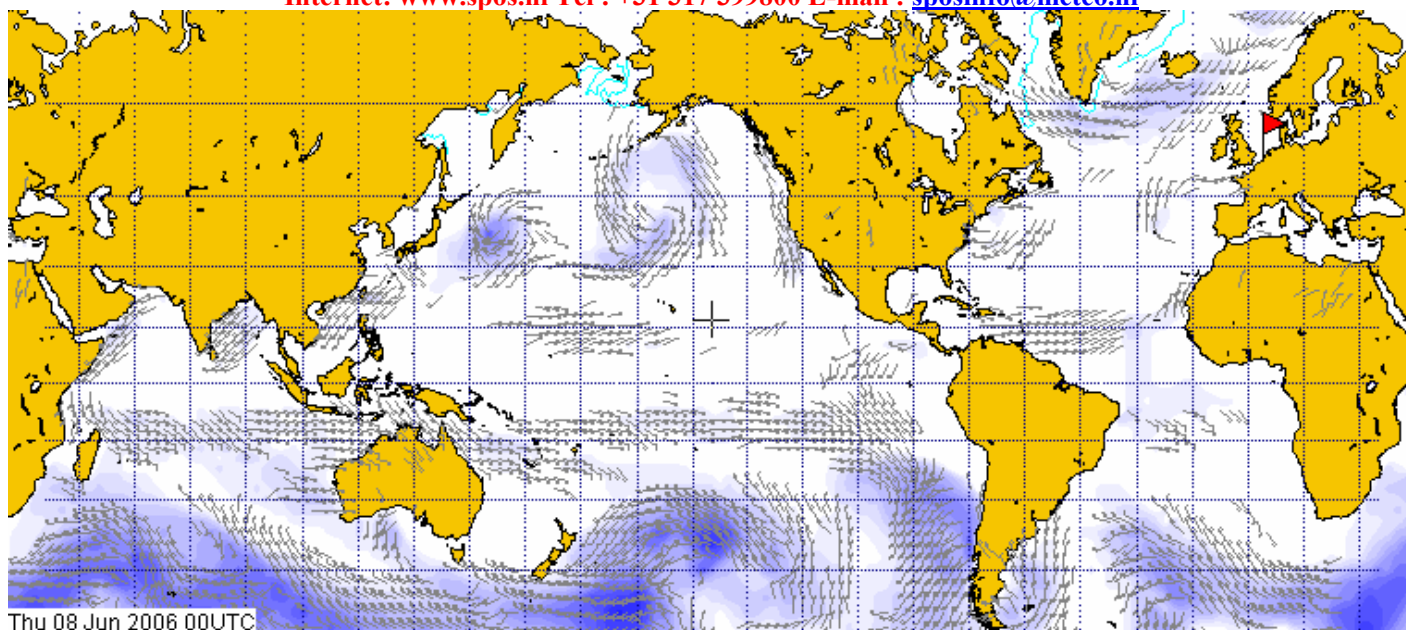 Internet: www.spos.nl Tel : +31 317 399800 E-mail : sposinfo@meteo.nl
Thu 08 Jun 2006 00UTC